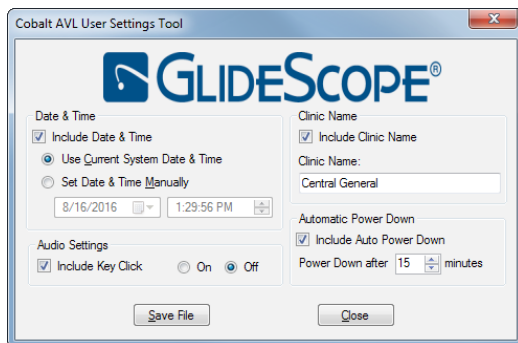 Cobalt AVL User Settings Tool
GLIDESCOPE®
Date & Time
Include Date & Time
Use Current System Date & Time
Set Date & Time Manually
8/16/2016 1:29:56 PM
Audio Settings
Include Key Click On Off
Clinic Name
Include Clinic Name
Clinic Name:
Central General
Automatic Power Down
Include Auto Power Down
Power Down after 15 minutes
Save File Close